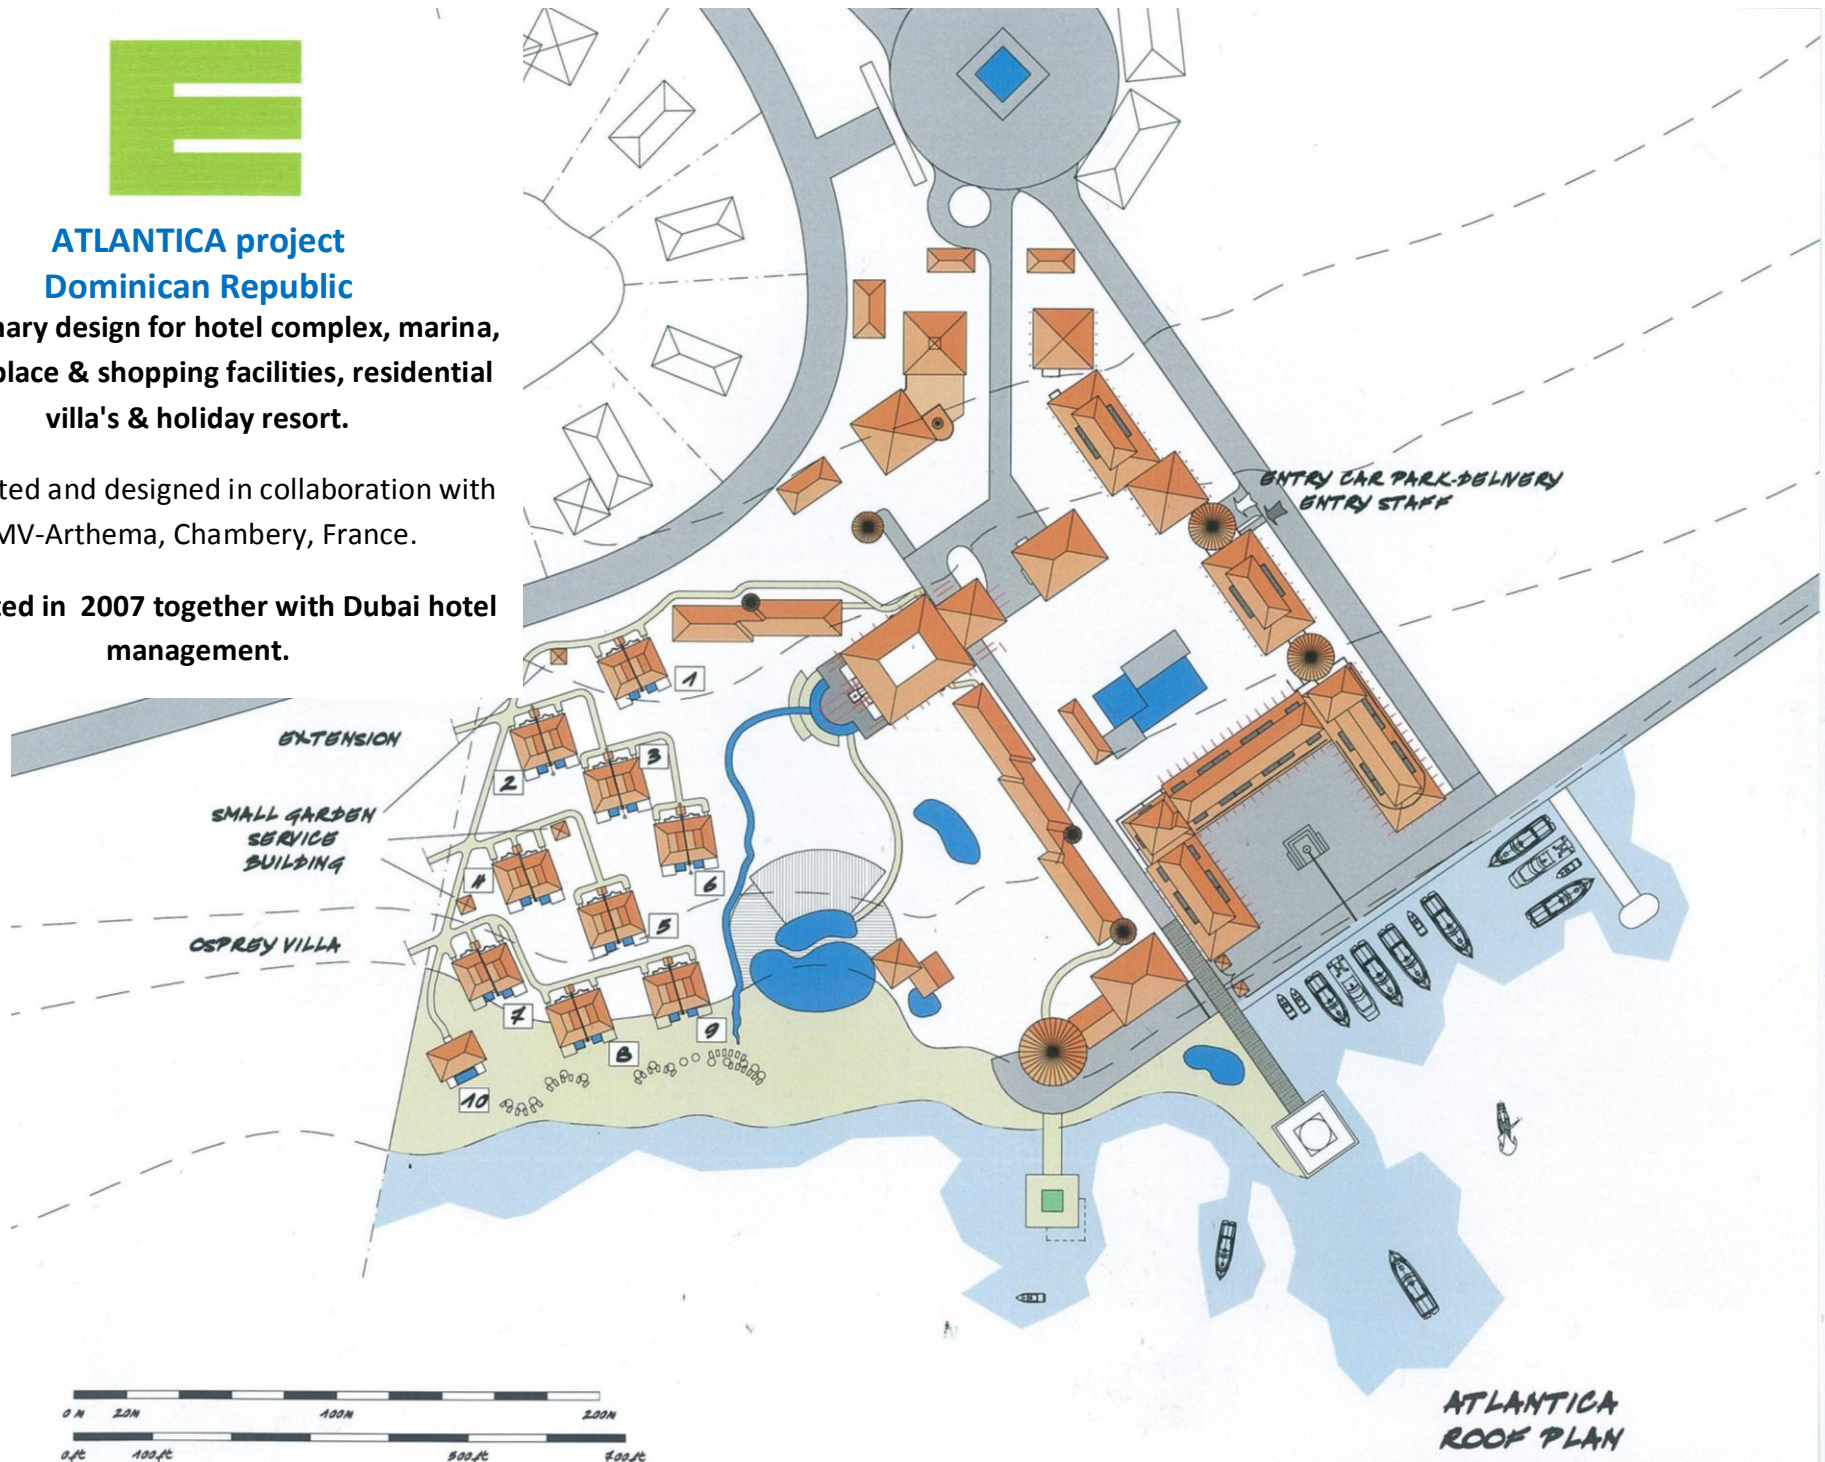 E
ATLANTICA project
Dominican Republic
nary design for hotel complex, marina,
place & shopping facilities, residential
villa's & holiday resort.
ted and designed in collaboration with
MV-Arthema, Chambery, France.
ted in 2007 together with Dubai hotel
management.
ENTRY CAR PARK-DELIVERY
ENTRY STAFF
EXTENSION
SMALL GARDEN
SERVICE
BUILDING
OSPREY VILLA
1
2
3
4
5
6
7
8
9
10
0 M 20M 100M 200M
0ft 100ft 500ft 700ft
ATLANTICA
ROOF PLAN